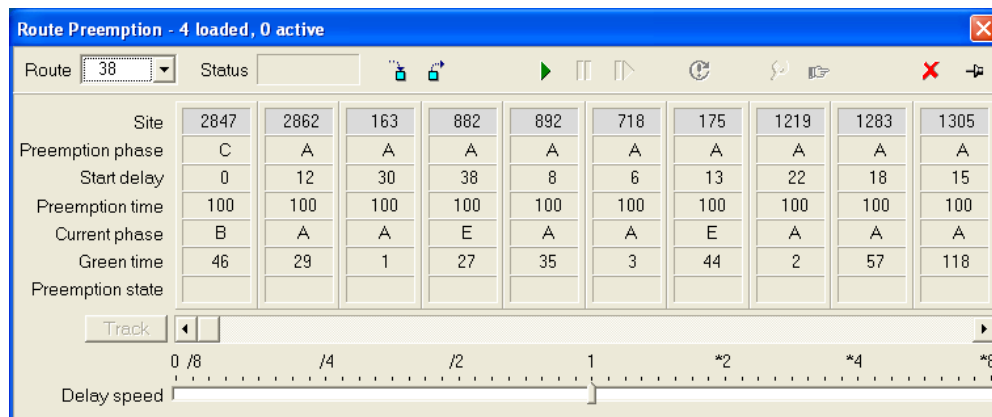 Route Preemption - 4 loaded, 0 active
Route 38 Status
Site 2847 2862 163 882 892 718 175 1219 1283 1305
Preemption phase C A A A A A A A A A
Start delay 0 12 30 38 8 6 13 22 18 15
Preemption time 100 100 100 100 100 100 100 100 100 100
Current phase B A A E A A E A A A
Green time 46 29 1 27 35 3 44 2 57 118
Preemption state
Track
0 /8 /4 /2 1 *2 *4
Delay speed